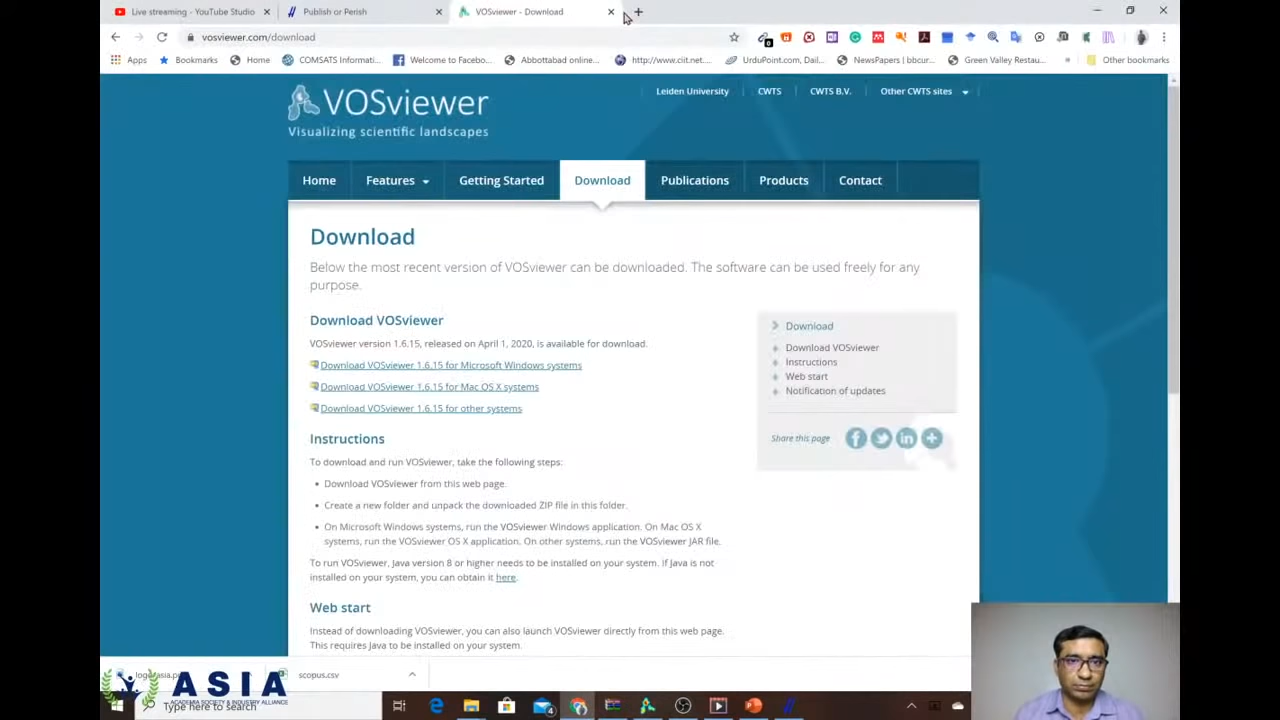 Live streaming - YouTube Studio
Publish or Perish
VOSviewer - Download
vosviewer.com/download
Apps
Bookmarks
Home
COMSATS Informati...
Welcome to Facebo...
Abbottabad online...
http://www.ciit.net....
UrduPoint.com, Dail...
NewsPapers | bbcur...
Green Valley Restau...
»
Other bookmarks
VOSviewer
Visualizing scientific landscapes
Leiden University
CWTS
CWTS B.V.
Other CWTS sites
Home
Features
Getting Started
Download
Publications
Products
Contact
Download
Below the most recent version of VOSviewer can be downloaded. The software can be used freely for any
purpose.
Download VOSviewer
VOSviewer version 1.6.15, released on April 1, 2020, is available for download.
Download VOSviewer 1.6.15 for Microsoft Windows systems
Download VOSviewer 1.6.15 for Mac OS X systems
Download VOSviewer 1.6.15 for other systems
Instructions
To download and run VOSviewer, take the following steps:
• Download VOSviewer from this web page.
• Create a new folder and unpack the downloaded ZIP file in this folder.
• On Microsoft Windows systems, run the VOSviewer Windows application. On Mac OS X
systems, run the VOSviewer OS X application. On other systems, run the VOSviewer JAR file.
To run VOSviewer, Java version 8 or higher needs to be installed on your system. If Java is not
installed on your system, you can obtain it here.
Web start
Instead of downloading VOSviewer, you can also launch VOSviewer directly from this web page.
This requires Java to be installed on your system.
Download
Download VOSviewer
Instructions
Web start
Notification of updates
Share this page
scopus.csv
ASIA
ACADEMIA SOCIETY & INDUSTRY ALLIANCE
Type here to search